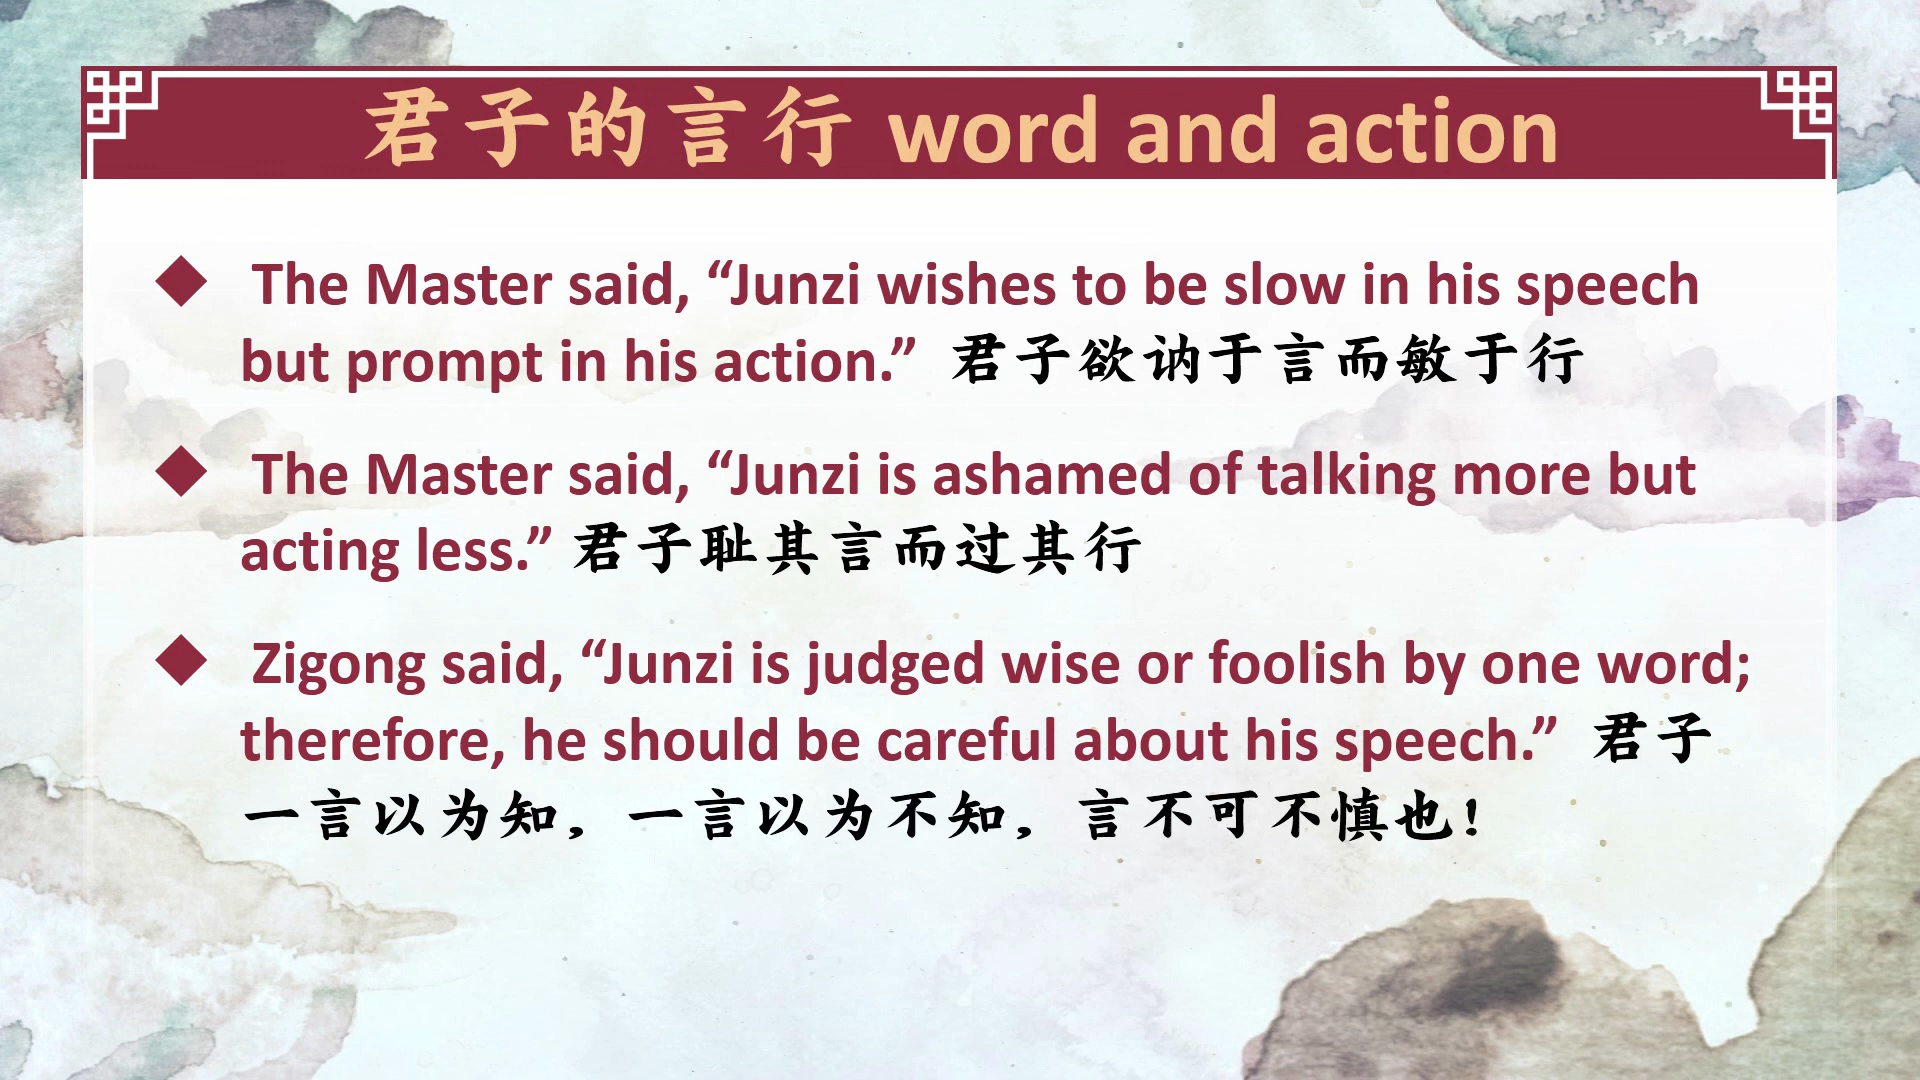 君子的言行 word and action
◆ The Master said, “Junzi wishes to be slow in his speech
but prompt in his action.” 君子欲讷于言而敏于行
◆ The Master said, “Junzi is ashamed of talking more but
acting less.” 君子耻其言而过其行
◆ Zigong said, “Junzi is judged wise or foolish by one word;
therefore, he should be careful about his speech.” 君子
一言以为知，一言以为不知，言不可不慎也！